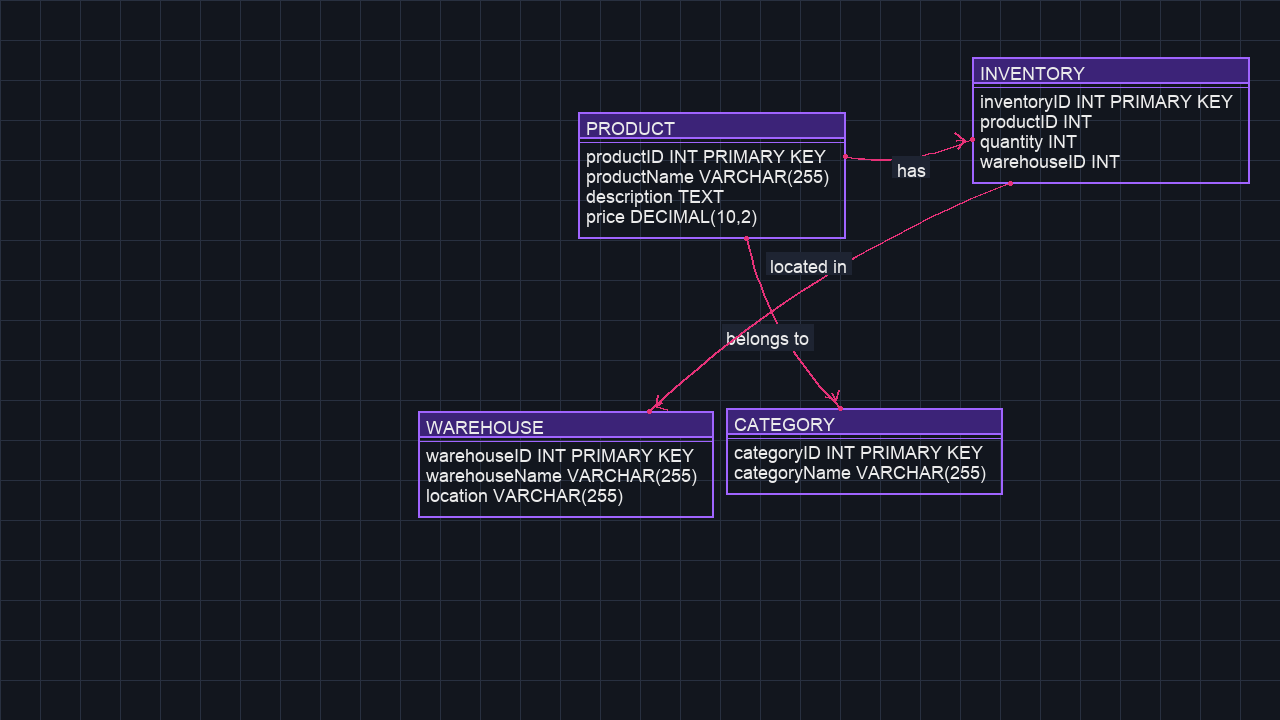 INVENTORY
inventoryID INT PRIMARY KEY
productID INT
quantity INT
warehouseID INT
PRODUCT
productID INT PRIMARY KEY
productName VARCHAR(255)
description TEXT
price DECIMAL(10,2)
has
located in
belongs to
WAREHOUSE
warehouseID INT PRIMARY KEY
warehouseName VARCHAR(255)
location VARCHAR(255)
CATEGORY
categoryID INT PRIMARY KEY
categoryName VARCHAR(255)